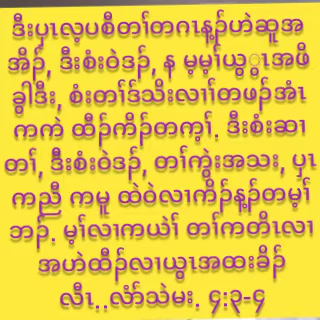 ဒီးပှၤလ့ပစီတၢ်တဂၤန့ၣ်ဟဲဆူအ
အိၣ်, ဒီးစံးဝဲဒၣ်, န မ့မ့ၢ်ယွၤအဖိ
ခွါဒီး, စံးတၢ်ဒ်သိးလၢၢ်တဖၣ်အံၤ
ကကဲ ထီၣ်ကိၣ်တက့ၢ်. ဒီးစံးဆၢ
တၢ်, ဒီးစံးဝဲဒၣ်, တၢ်ကွဲးအသး, ပှၤ
ကညီ ကမူ ထဲဝဲလၢကိၣ်န့ၣ်တမ့ၢ်
ဘၣ်. မ့ၢ်လၢကယဲၢ် တၢ်ကတိၤလၢ
အဟဲထီၣ်လၢယွၤအထးခိၣ်
လီၤ..လံာ်သဲမး. ၄:၃-၄